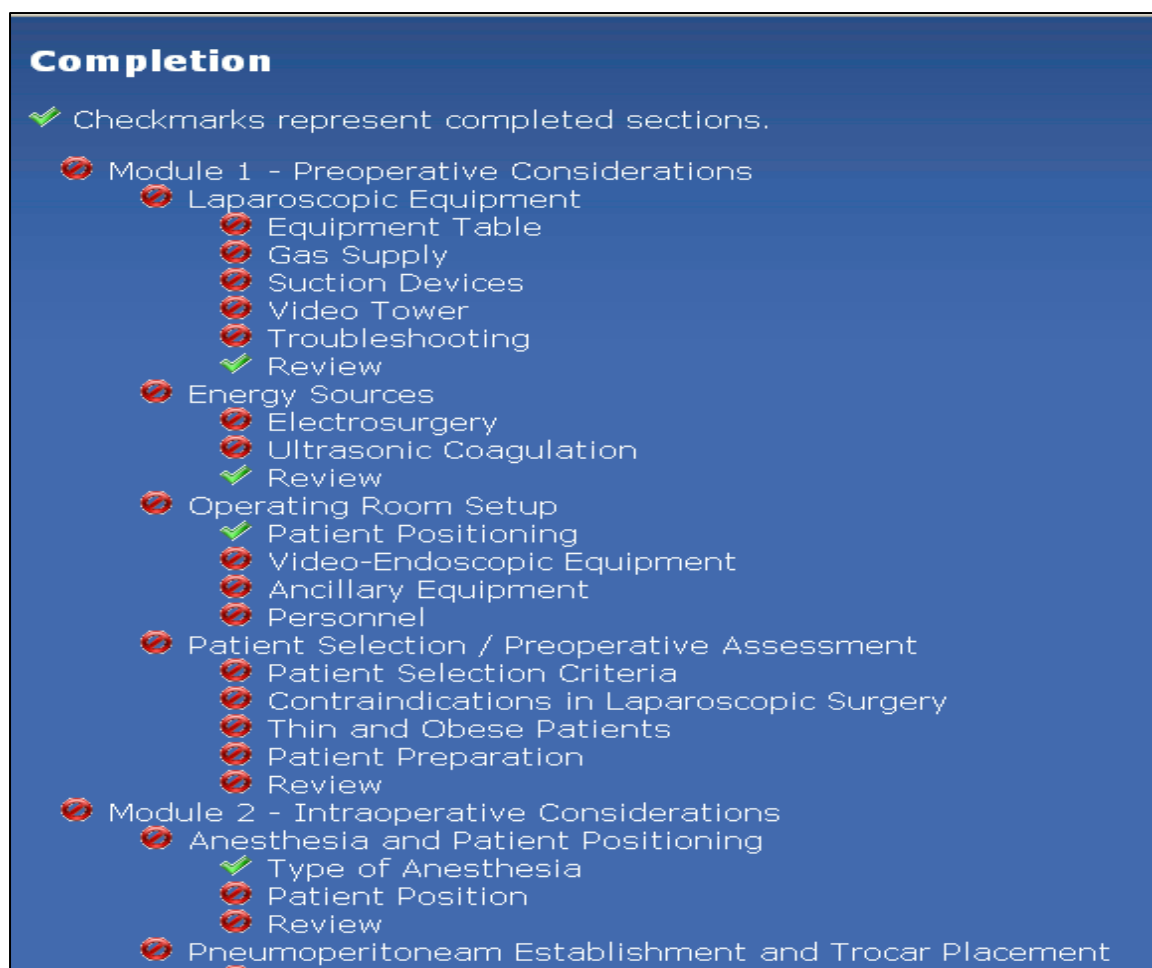 Completion
Checkmarks represent completed sections.
Module 1 - Preoperative Considerations
Laparoscopic Equipment
Equipment Table
Gas Supply
Suction Devices
Video Tower
Troubleshooting
Review
Energy Sources
Electrosurgery
Ultrasonic Coagulation
Review
Operating Room Setup
Patient Positioning
Video-Endoscopic Equipment
Ancillary Equipment
Personnel
Patient Selection / Preoperative Assessment
Patient Selection Criteria
Contraindications in Laparoscopic Surgery
Thin and Obese Patients
Patient Preparation
Review
Module 2 - Intraoperative Considerations
Anesthesia and Patient Positioning
Type of Anesthesia
Patient Position
Review
Pneumoperitoneam Establishment and Trocar Placement